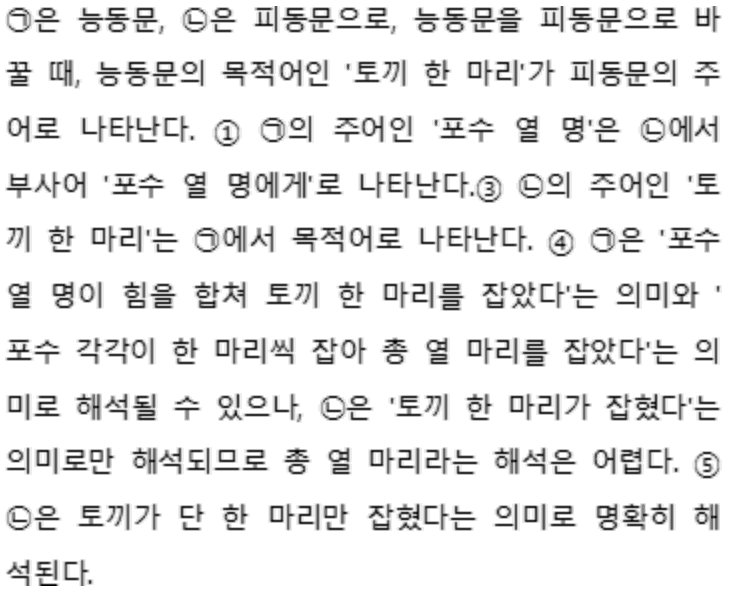 ㉠은 능동문, ㉡은 피동문으로, 능동문을 피동문으로 바
꿀 때, 능동문의 목적어인 '토끼 한 마리'가 피동문의 주
어로 나타난다. ① ㉠의 주어인 '포수 열 명'은 ㉡에서
부사어 '포수 열 명에게'로 나타난다.③ ㉡의 주어인 '토
끼 한 마리'는 ㉠에서 목적어로 나타난다. ④ ㉠은 '포수
열 명이 힘을 합쳐 토끼 한 마리를 잡았다'는 의미와 '
포수 각각이 한 마리씩 잡아 총 열 마리를 잡았다'는 의
미로 해석될 수 있으나, ㉡은 '토끼 한 마리가 잡혔다'는
의미로만 해석되므로 총 열 마리라는 해석은 어렵다. ⑤
㉡은 토끼가 단 한 마리만 잡혔다는 의미로 명확히 해
석된다.